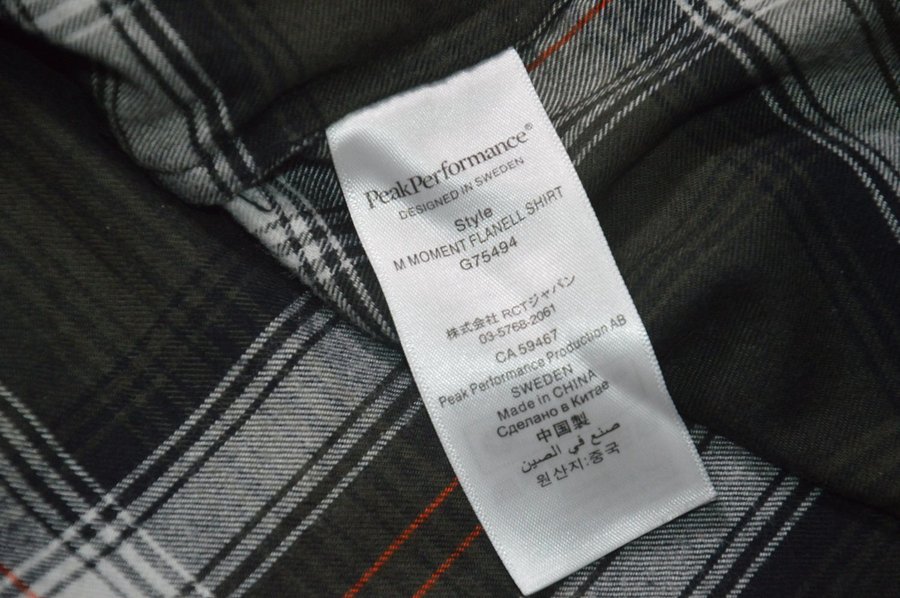 PeakPerformance®
DESIGNED IN SWEDEN
Style
M MOMENT FLANELL SHIRT
G75494
株式会社 RCTジャパン
03-5768-2061
CA 59467
Peak Performance Production AB
SWEDEN
Made in CHINA
Сделано в Китае
中国製
صنع في الصين
원산지:중국